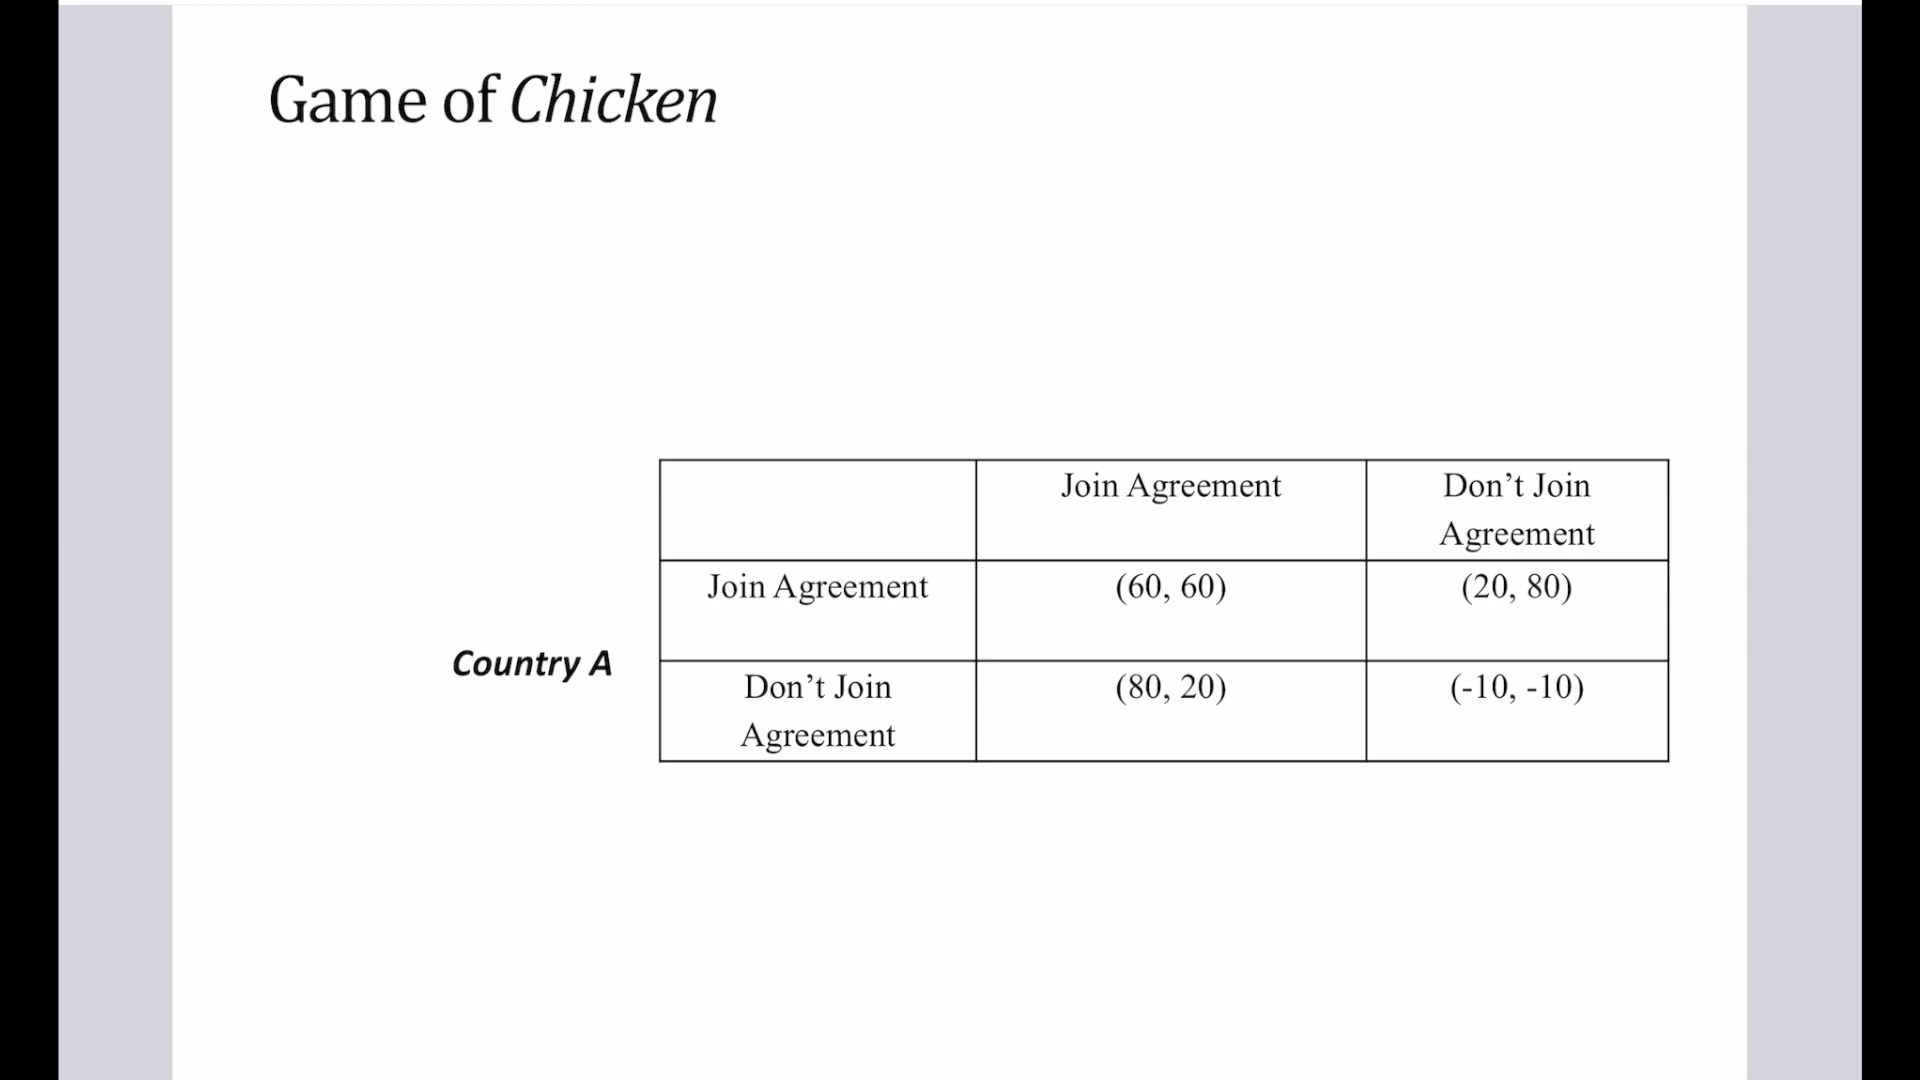 Game of Chicken
Join Agreement
Don’t Join
Agreement
Join Agreement
(60, 60)
(20, 80)
Country A
Don’t Join
Agreement
(80, 20)
(-10, -10)